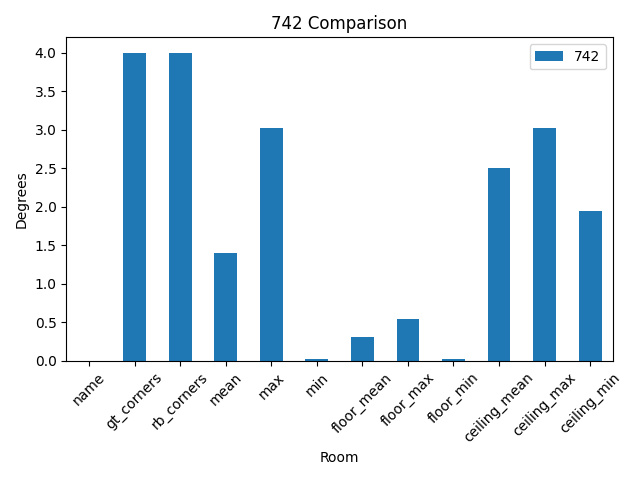 742 Comparison
742
Degrees
4.0
3.5
3.0
2.5
2.0
1.5
1.0
0.5
0.0
name
gt_corners
rb_corners
mean
max
min
floor_mean
floor_max
floor_min
ceiling_mean
ceiling_max
ceiling_min
Room